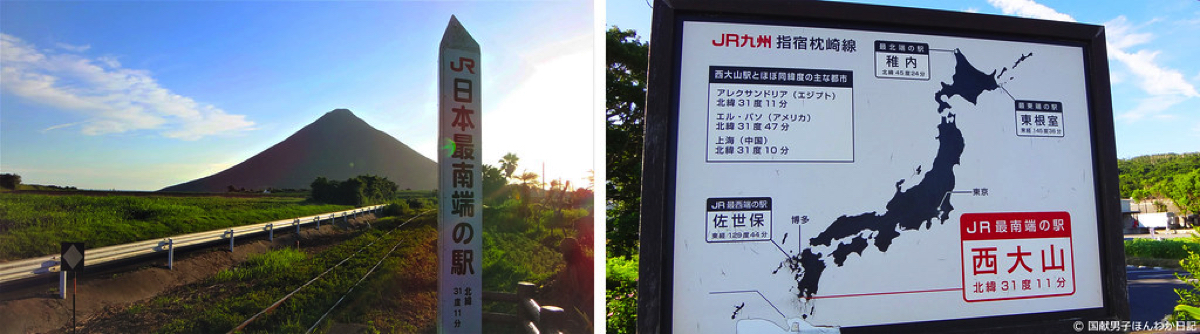 JR日本最南端の駅
北緯
31度
11分
JR九州 指宿枕崎線
西大山駅とほぼ同緯度の主な都市
アレクサンドリア（エジプト）
北緯 31度 11分
エル・パソ（アメリカ）
北緯 31度 47分
上海（中国）
北緯 31度 10分
最北端の駅
稚内
北緯 45度24分
最東端の駅
東根室
東経 145度36分
東京
JR 最西端の駅
佐世保
東経 129度 44分
博多
JR 最南端の駅
西大山
北緯 31度 11分
© 国献男子ほんわか日記